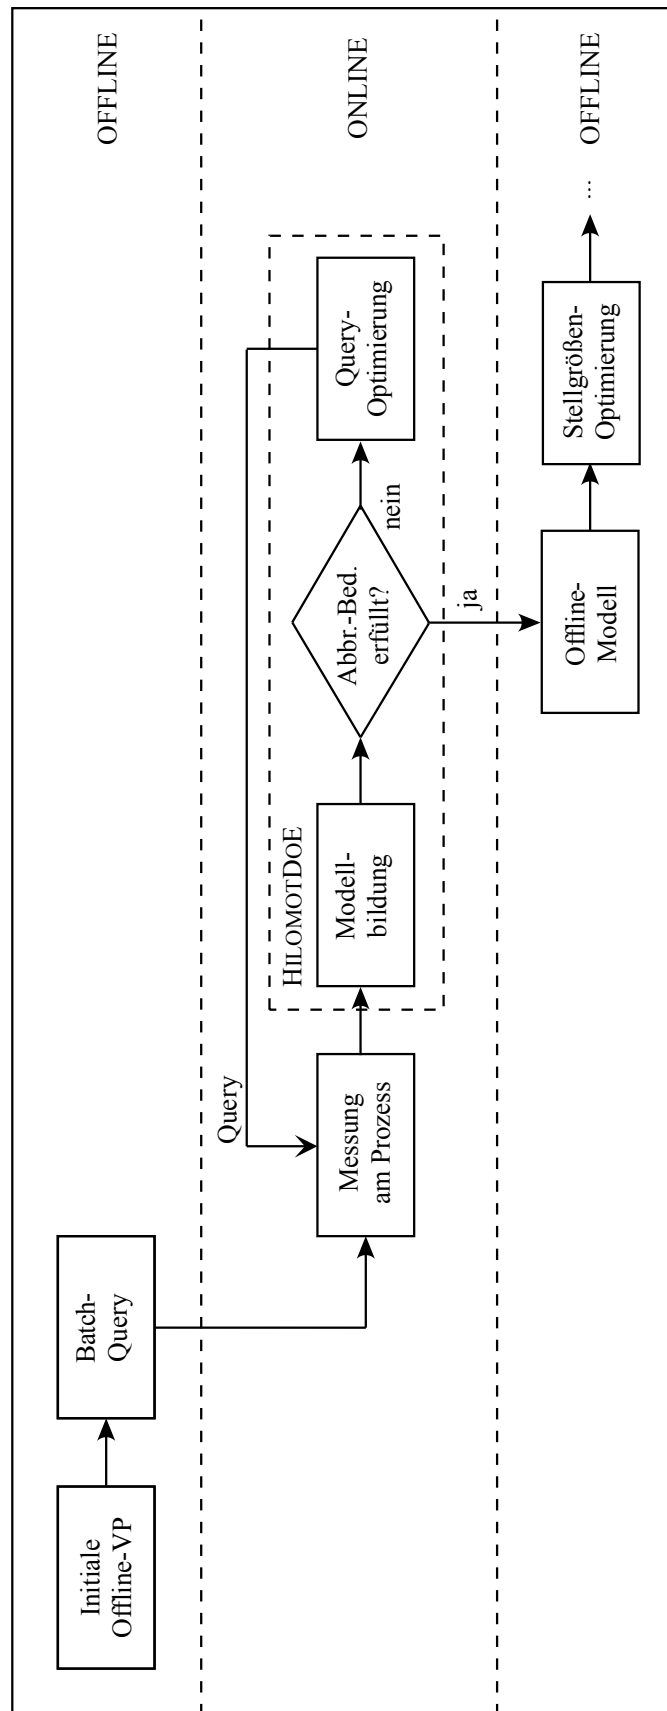 OFFLINE
Initiale
Offline-VP
Batch-
Query
ONLINE
Query
HILOMOTDOE
Messung
am Prozess
Modell-
bildung
Abbr.-Bed.
erfüllt?
nein
Query-
Optimierung
ja
OFFLINE
Offline-
Modell
Stellgrößen-
Optimierung
...